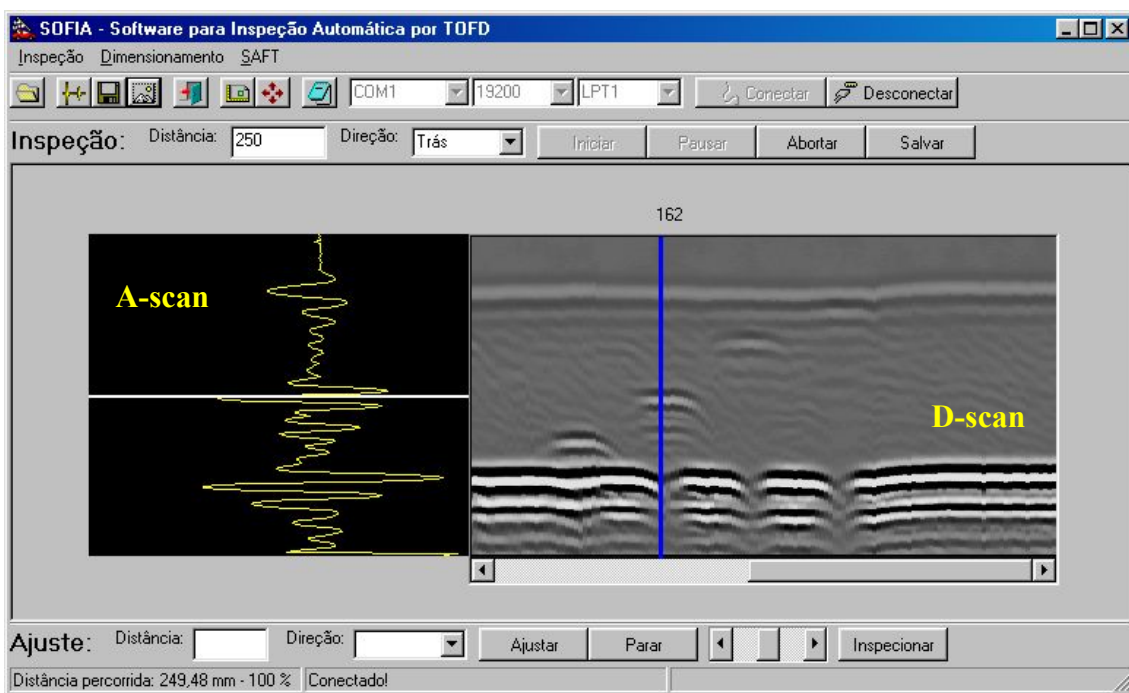 SOFIA - Software para Inspeção Automática por TOFD
Inspeção Dimensionamento SAFT
COM1 19200 LPT1 Conectar Desconectar
Inspeção: Distância: 250 Direção: Trás Iniciar Pausar Abortar Salvar
162
A-scan
D-scan
Ajuste: Distância: Direção: Ajustar Parar Inspecionar
Distância percorrida: 249,48 mm - 100 % Conectado!